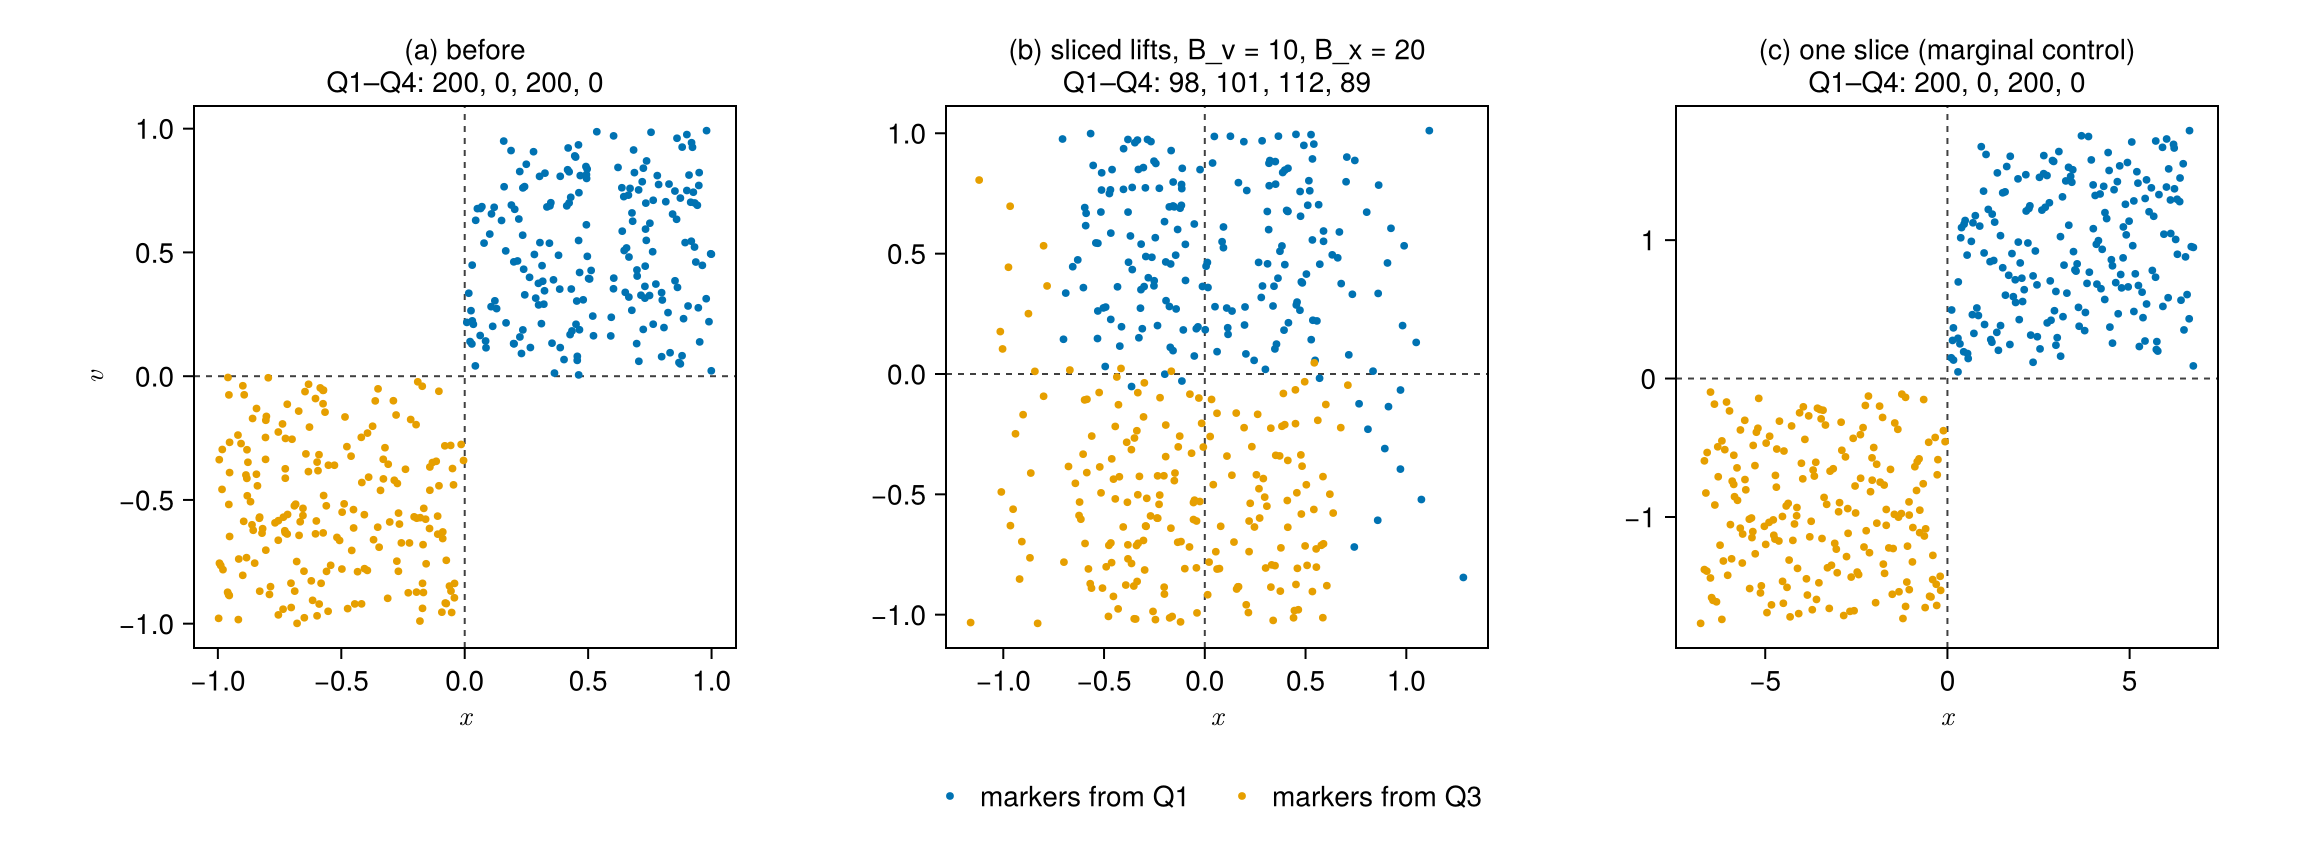 (a) before
Q1–Q4: 200, 0, 200, 0
1.0
0.5
0.0
−0.5
−1.0
v
−1.0
−0.5
0.0
0.5
1.0
x
(b) sliced lifts, B_v = 10, B_x = 20
Q1–Q4: 98, 101, 112, 89
1.0
0.5
0.0
−0.5
−1.0
−1.0
−0.5
0.0
0.5
1.0
x
(c) one slice (marginal control)
Q1–Q4: 200, 0, 200, 0
1
0
−1
−5
0
5
x
markers from Q1
markers from Q3